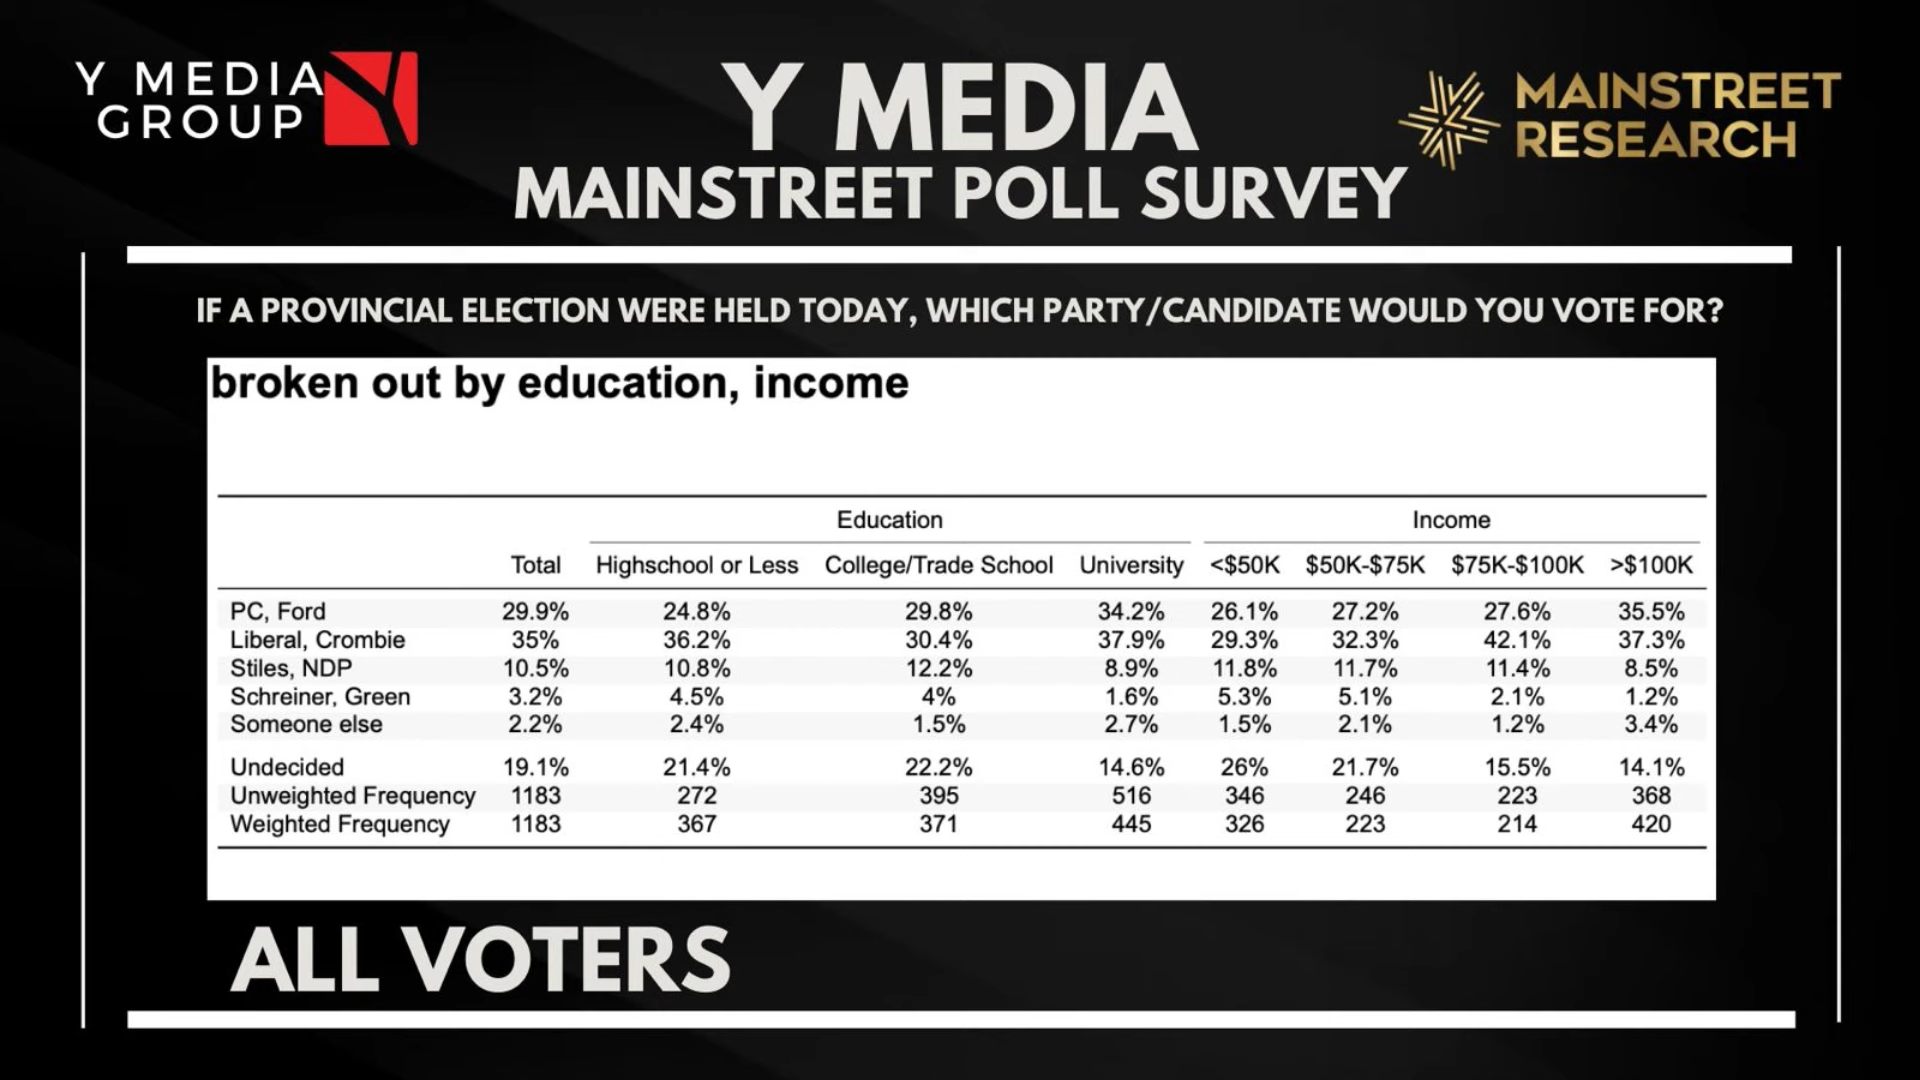 Y MEDIA
GROUP
Y MEDIA
MAINSTREET POLL SURVEY
MAINSTREET
RESEARCH
IF A PROVINCIAL ELECTION WERE HELD TODAY, WHICH PARTY/CANDIDATE WOULD YOU VOTE FOR?
broken out by education, income
Education Income
Total Highschool or Less College/Trade School University <$50K $50K-$75K $75K-$100K >$100K
PC, Ford 29.9% 24.8% 29.8% 34.2% 26.1% 27.2% 27.6% 35.5%
Liberal, Crombie 35% 36.2% 30.4% 37.9% 29.3% 32.3% 42.1% 37.3%
Stiles, NDP 10.5% 10.8% 12.2% 8.9% 11.8% 11.7% 11.4% 8.5%
Schreiner, Green 3.2% 4.5% 4% 1.6% 5.3% 5.1% 2.1% 1.2%
Someone else 2.2% 2.4% 1.5% 2.7% 1.5% 2.1% 1.2% 3.4%
Undecided 19.1% 21.4% 22.2% 14.6% 26% 21.7% 15.5% 14.1%
Unweighted Frequency 1183 272 395 516 346 246 223 368
Weighted Frequency 1183 367 371 445 326 223 214 420
ALL VOTERS